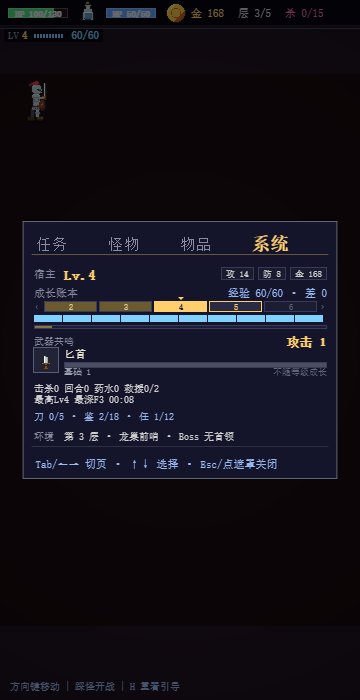 HP 100/120 MP 50/50 金 168 层 3/5 杀 0/15
LV 4 60/60
任务 怪物 物品 系统
宿主 Lv.4 攻 14 防 8 金 168
成长账本 经验 60/60 · 差 0
2 3 4 5 6
武器共鸣 攻击 1
匕首
基础 1 不随等级成长
击杀0 回合0 药水0 救援0/2
最高Lv4 最深F3 00:08
刀 0/5 · 鉴 2/18 · 任 1/12
环境 第 3 层 · 龙巢前哨 · Boss 无首领
Tab/←→ 切页 · ↑↓ 选择 · Esc/点遮罩关闭
方向键移动 | 踩怪开战 | H 重看引导